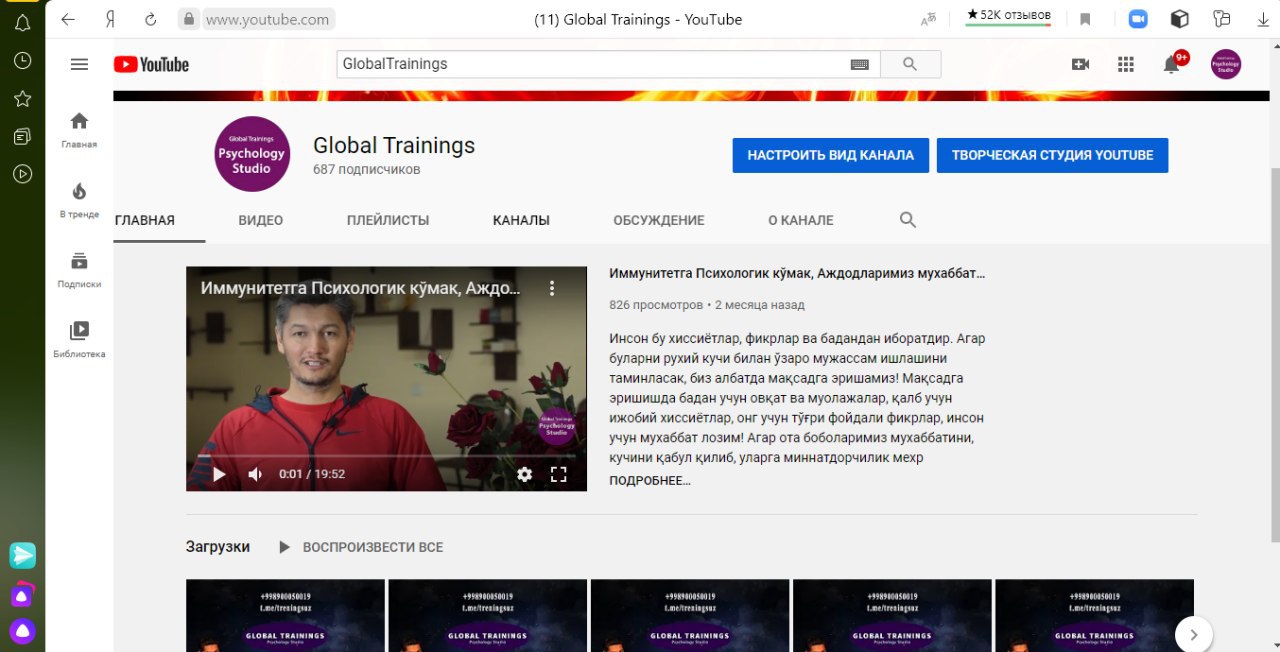 www.youtube.com
(11) Global Trainings - YouTube
★ 52K отзывов
YouTube
GlobalTrainings
9+
Главная
В тренде
Подписки
Библиотека
Global Trainings
Psychology
Studio
Global Trainings
687 подписчиков
НАСТРОИТЬ ВИД КАНАЛА
ТВОРЧЕСКАЯ СТУДИЯ YOUTUBE
ГЛАВНАЯ
ВИДЕО
ПЛЕЙЛИСТЫ
КАНАЛЫ
ОБСУЖДЕНИЕ
О КАНАЛЕ
Иммунитетга Психологик кўмак, Аждо...
Global Trainings
Psychology
Studio
0:01 / 19:52
Иммунитетга Психологик кўмак, Аждодларимиз мухаббат...
826 просмотров • 2 месяца назад
Инсон бу хиссиётлар, фикрлар ва бадандан иборатдир. Агар
буларни рухий кучи билан ўзаро мужассам ишлашини
таминласак, биз албатда мақсадга эришамиз! Мақсадга
эришишда бадан учун овқат ва муолажалар, қалб учун
ижобий хиссиётлар, онг учун тўғри фойдали фикрлар, инсон
учун мухаббат лозим! Агар ота боболаримиз мухаббатини,
кучини қабул қилиб, уларга миннатдорчилик мехр
ПОДРОБНЕЕ...
Загрузки
ВОСПРОИЗВЕСТИ ВСЕ
+998900050019
t.me/treningsuz
GLOBAL TRAININGS
Psychology Studio
+998900050019
t.me/treningsuz
GLOBAL TRAININGS
Psychology Studio
+998900050019
t.me/treningsuz
GLOBAL TRAININGS
Psychology Studio
+998900050019
t.me/treningsuz
GLOBAL TRAININGS
Psychology Studio
+998900050019
t.me/treningsuz
GLOBAL TRAININGS
Psychology Studio